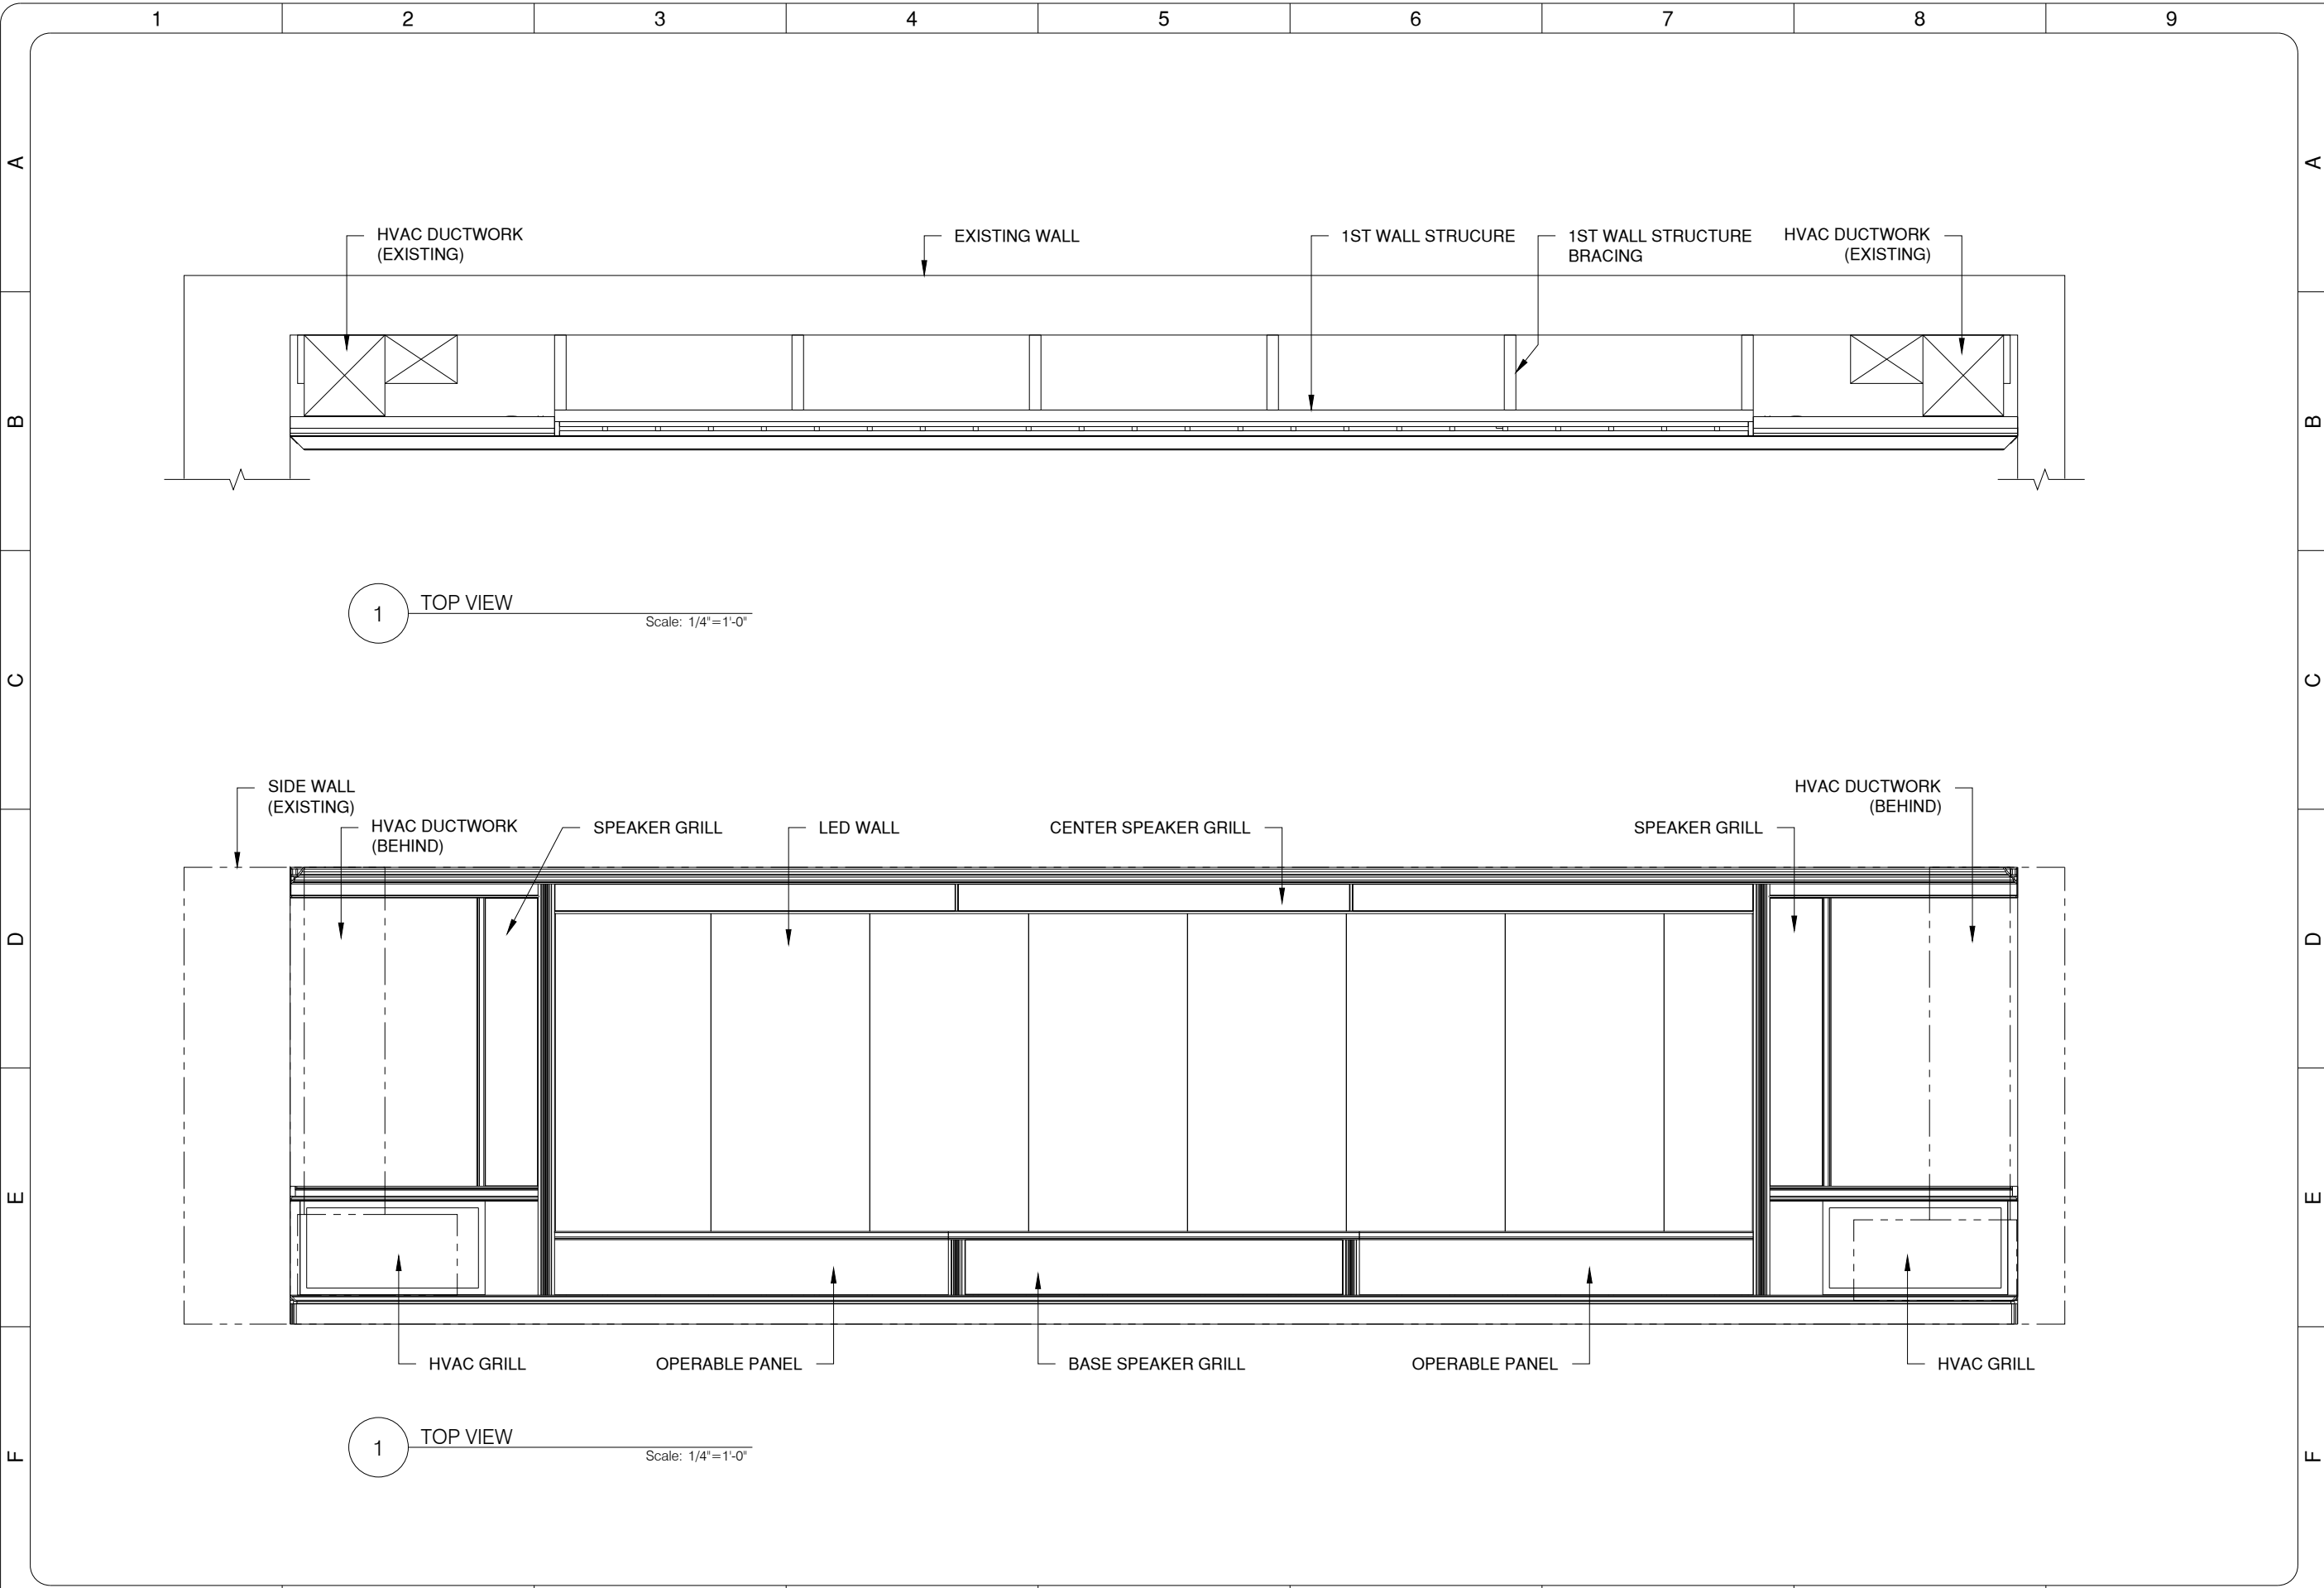 1 2 3 4 5 6 7 8 9
A A
HVAC DUCTWORK
(EXISTING)
EXISTING WALL
1ST WALL STRUCURE
1ST WALL STRUCTURE
BRACING
HVAC DUCTWORK
(EXISTING)
B B
1 TOP VIEW
Scale: 1/4"=1'-0"
C C
SIDE WALL
(EXISTING)
HVAC DUCTWORK
(BEHIND)
SPEAKER GRILL
LED WALL
CENTER SPEAKER GRILL
SPEAKER GRILL
HVAC DUCTWORK
(BEHIND)
D D
E E
HVAC GRILL
OPERABLE PANEL
BASE SPEAKER GRILL
OPERABLE PANEL
HVAC GRILL
1 TOP VIEW
Scale: 1/4"=1'-0"
F F